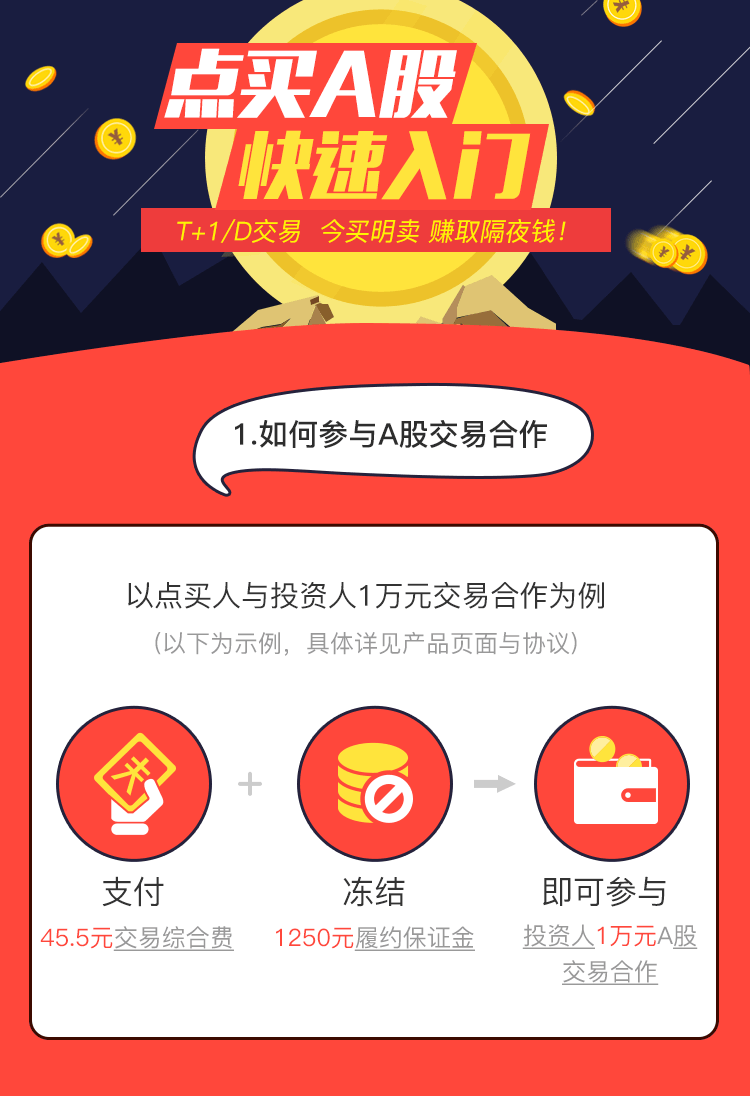 点买A股
快速入门
T+1/D交易 今买明卖 赚取隔夜钱！
1.如何参与A股交易合作
以点买人与投资人1万元交易合作为例
（以下为示例，具体详见产品页面与协议）
支付
45.5元交易综合费
冻结
1250元履约保证金
即可参与
投资人1万元A股
交易合作